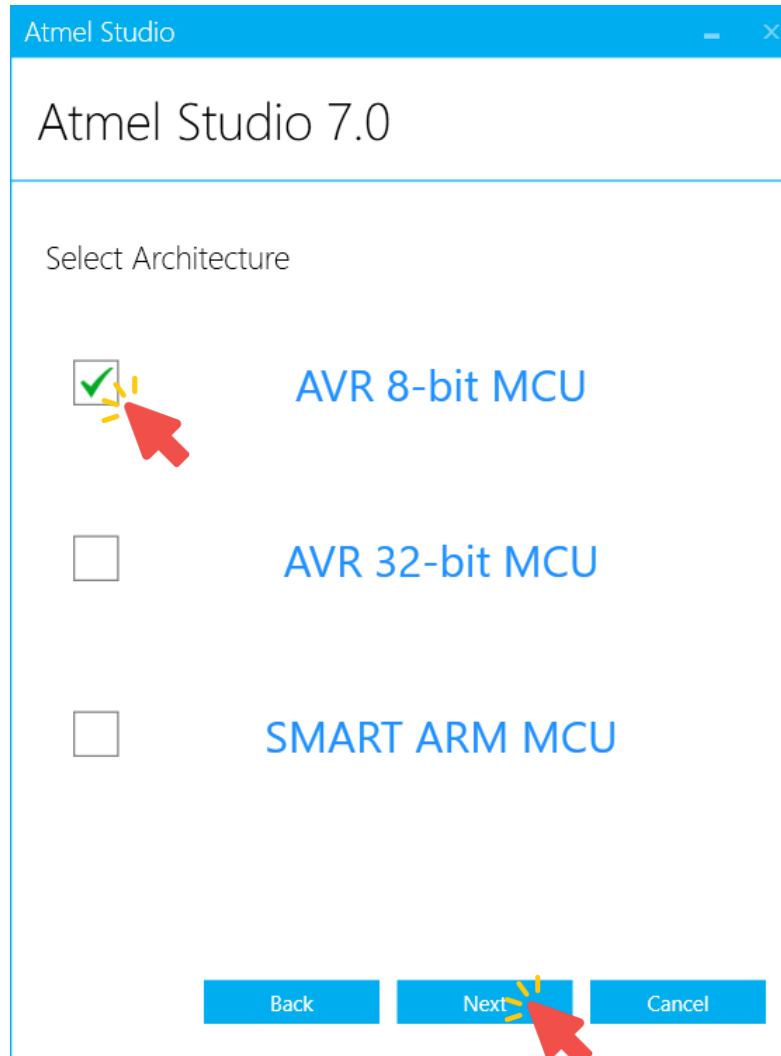 Atmel Studio
Atmel Studio 7.0
Select Architecture
AVR 8-bit MCU
AVR 32-bit MCU
SMART ARM MCU
Back Next Cancel